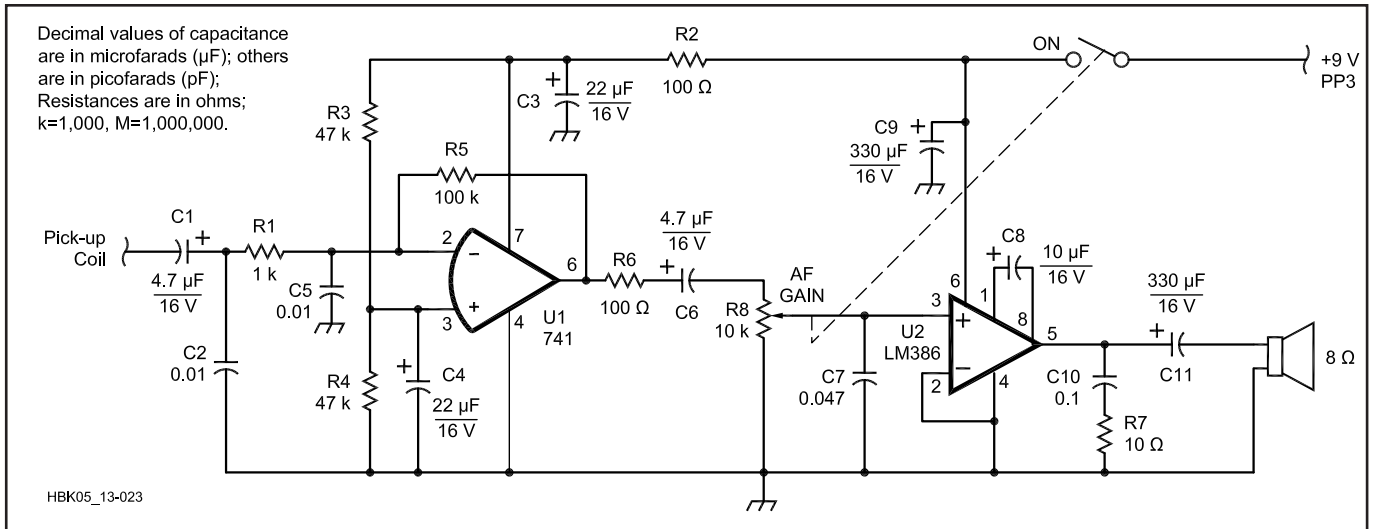 Decimal values of capacitance
are in microfarads (µF); others
are in picofarads (pF);
Resistances are in ohms;
k=1,000, M=1,000,000.
R2
100 Ω
ON
+9 V
PP3
R3
47 k
C3
+
22 µF
16 V
C9
+
330 µF
16 V
R5
100 k
Pick-up
Coil
C1
+
4.7 µF
16 V
R1
1 k
C5
0.01
C2
0.01
2
−
7
6
+
3
4
U1
741
R6
100 Ω
4.7 µF
16 V
+
C6
R8
10 k
AF
GAIN
R4
47 k
+
C4
22 µF
16 V
C7
0.047
U2
LM386
3
+
6
1
+
C8
10 µF
16 V
8
5
−
2
4
330 µF
16 V
+
C11
C10
0.1
R7
10 Ω
8 Ω
HBK05_13-023